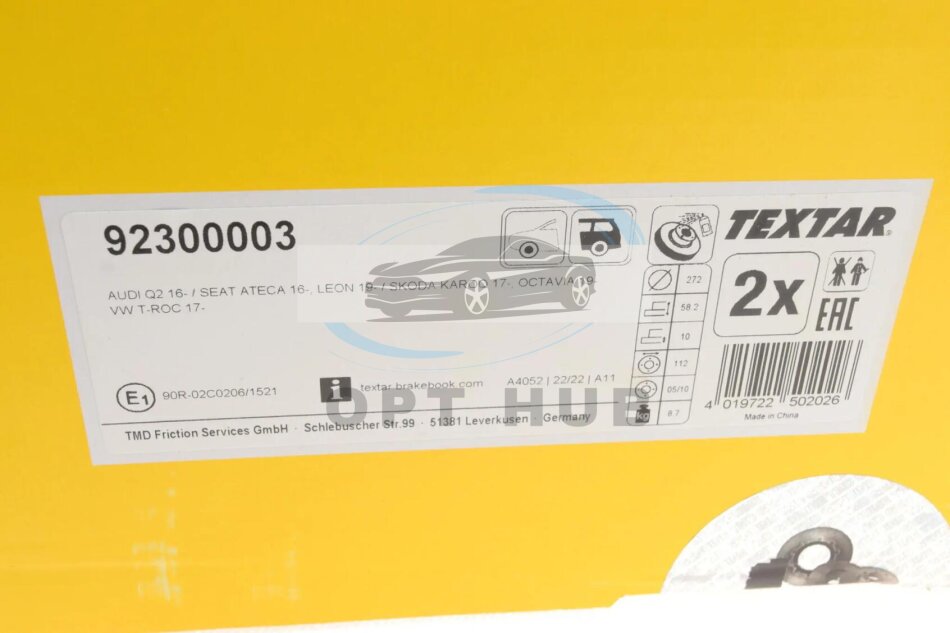 92300003
TEXTAR®
AUDI Q2 16- / SEAT ATECA 16-, LEON 19- / SKODA KAROQ 17-, OCTAVIA 19-
VW T-ROC 17-
2x
EAC
272
58.2
10
112
05/10
kg 8.7
E1 90R-02C0206/1521
i textar.brakebook.com
A4052 | 22/22 | A11
4 019722 502026
Made in China
TMD Friction Services GmbH · Schlebuscher Str.99 · 51381 Leverkusen · Germany
OPT HUB